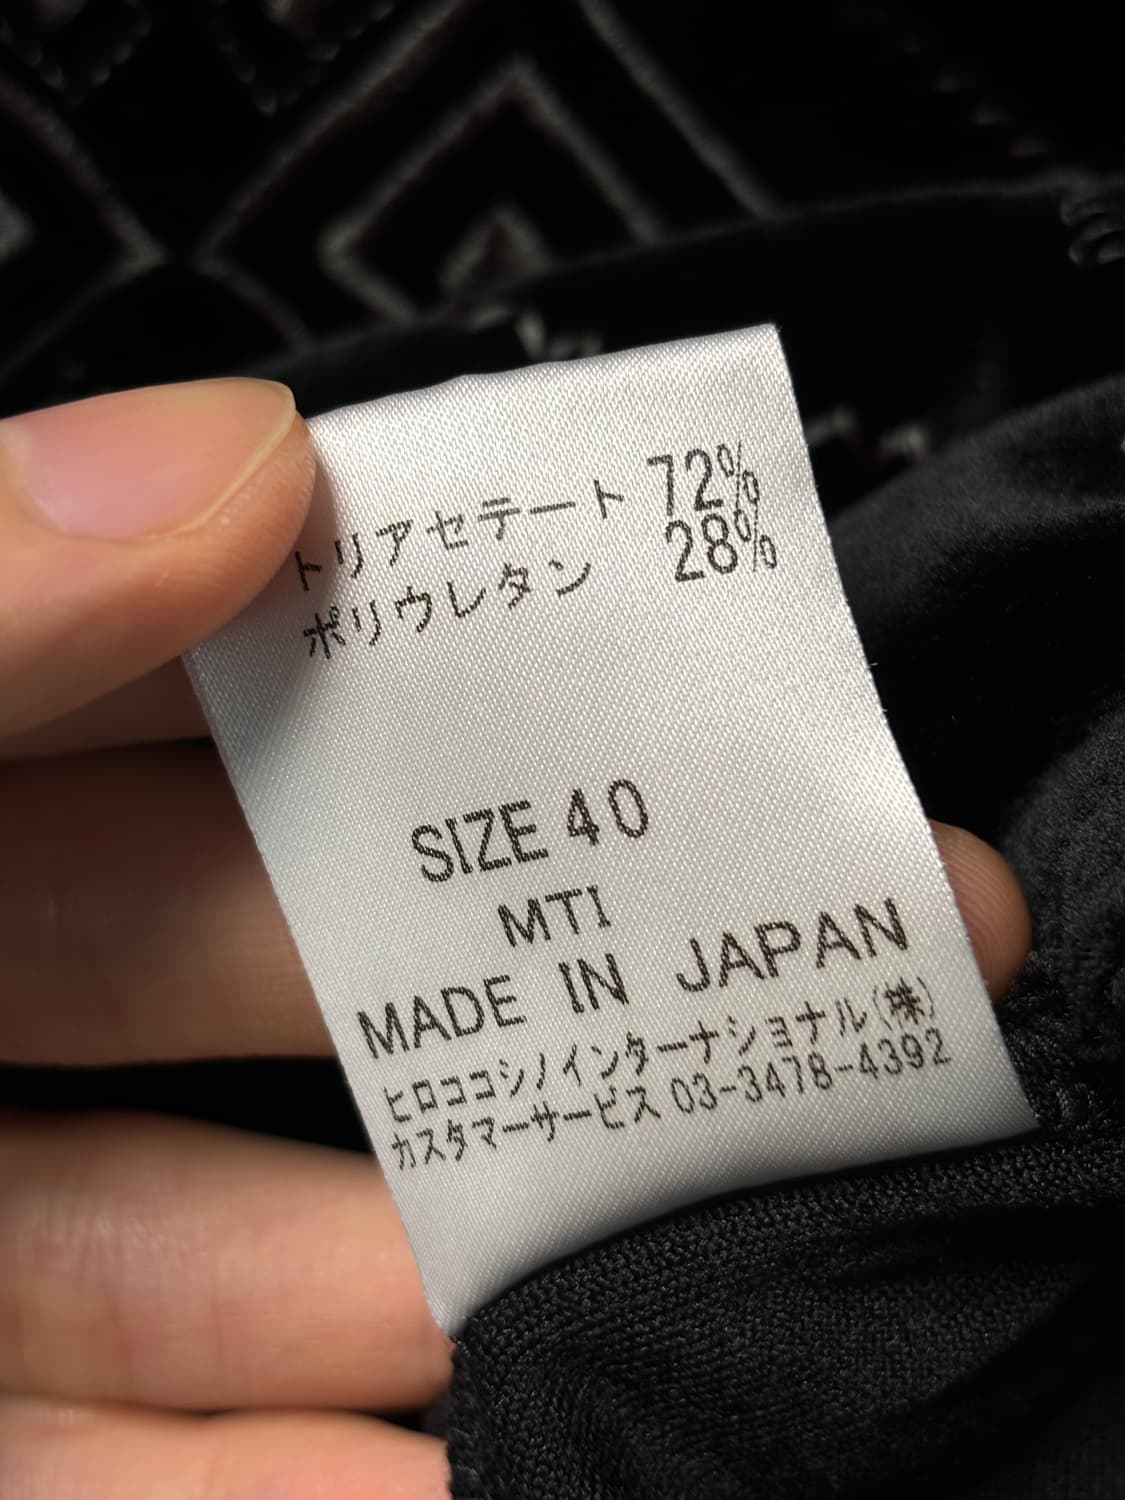 トリアセテート 72%
ポリウレタン 28%
SIZE 40
MTI
MADE IN JAPAN
ヒロココシノインターナショナル(株)
カスタマーサービス 03-3478-4392